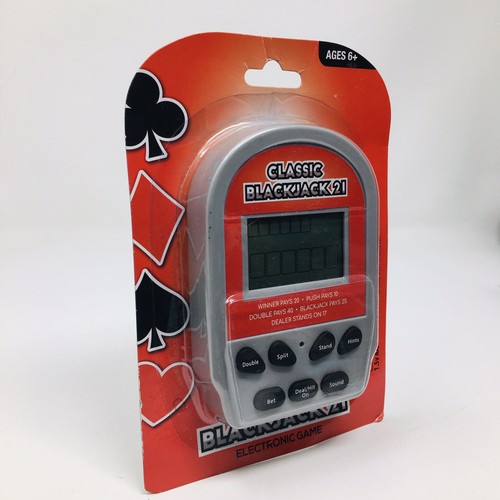 AGES 6+
CLASSIC
BLACKJACK 21
WINNER PAYS 20 • PUSH PAYS 10
DOUBLE PAYS 40 • BLACKJACK PAYS 25
DEALER STANDS ON 17
Double
Split
Stand
Hints
Bet
Deal/Hit
On
Sound
BLACKJACK 21
ELECTRONIC GAME